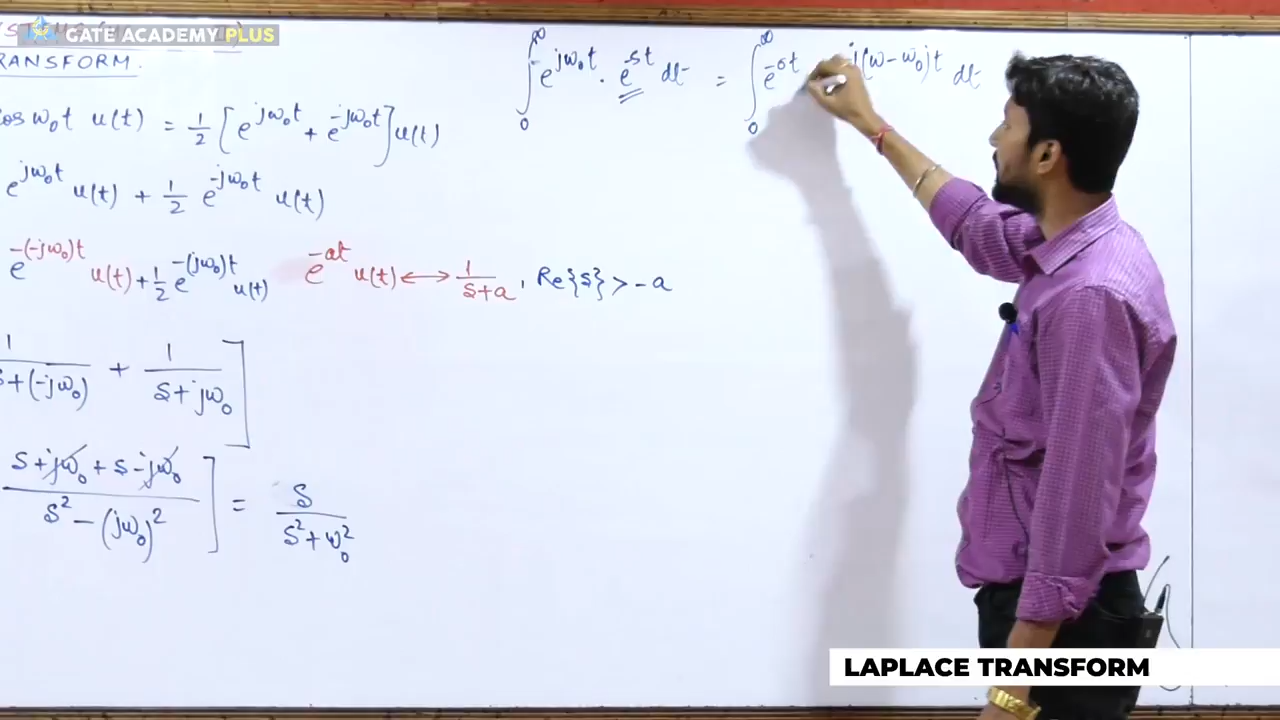 GATE ACADEMY PLUS
TRANSFORM.
cos ω₀t u(t) = 1/2 [e^{jω₀t} + e^{-jω₀t}] u(t)
e^{jω₀t} u(t) + 1/2 e^{-jω₀t} u(t)
e^{-(-jω₀)t} u(t) + 1/2 e^{-(jω₀)t} u(t)
e^{-at} u(t) ⟷ 1/(s+a), Re{s} > -a
1/(s+(-jω₀)) + 1/(s+jω₀) ]
(s+jω₀+s-jω₀)/(s²-(jω₀)²) ] = s/(s²+ω₀²)
∫₀^∞ e^{jω₀t} · e^{-st} dt = ∫₀^∞ e^{-σt} j(ω-ω₀)t dt
LAPLACE TRANSFORM